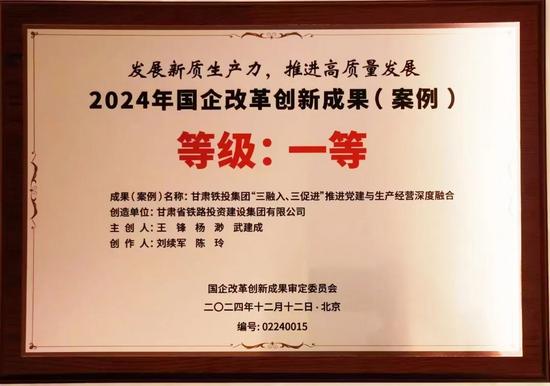 发展新质生产力，推进高质量发展
2024年国企改革创新成果（案例）
等级：一等
成果（案例）名称：甘肃铁投集团“三融入、三促进”推进党建与生产经营深度融合
创造单位：甘肃省铁路投资建设集团有限公司
主 创 人：王 锋 杨 渺 武建成
创 作 人：刘续军 陈 玲
国企改革创新成果审定委员会
二〇二四年十二月十二日·北京
编号：02240015